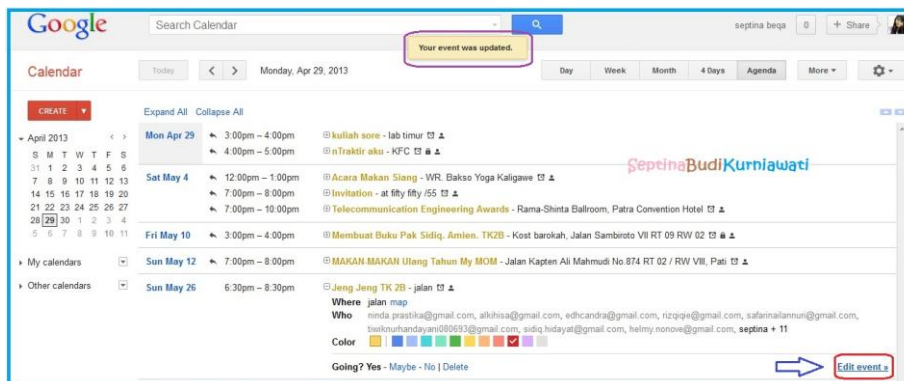 Google
Search Calendar
septina beqa 0 + Share
Your event was updated.
Calendar
Today < > Monday, Apr 29, 2013 Day Week Month 4 Days Agenda More
CREATE
Expand All Collapse All
April 2013 < >
S M T W T F S
31 1 2 3 4 5 6
7 8 9 10 11 12 13
14 15 16 17 18 19 20
21 22 23 24 25 26 27
28 29 30 1 2 3 4
5 6 7 8 9 10 11
My calendars
Other calendars
Mon Apr 29 3:00pm – 4:00pm kuliah sore - lab timur
4:00pm – 5:00pm nTraktir aku - KFC
SeptinaBudiKurniawati
Sat May 4 12:00pm – 1:00pm Acara Makan Siang - WR. Bakso Yoga Kaligawe
7:00pm – 8:00pm Invitation - at fifty fifty /55
7:00pm – 10:00pm Telecommunication Engineering Awards - Rama-Shinta Ballroom, Patra Convention Hotel
Fri May 10 3:00pm – 4:00pm Membuat Buku Pak Sidiq. Amien. TK2B - Kost barokah, Jalan Sambiroto VII RT 09 RW 02
Sun May 12 7:00pm – 8:00pm MAKAN-MAKAN Ulang Tahun My MOM - Jalan Kapten Ali Mahmudi No.874 RT 02 / RW VIII, Pati
Sun May 26 6:30pm – 8:30pm Jeng Jeng TK 2B - jalan
Where jalan map
Who ninda.prastika@gmail.com, alkihisa@gmail.com, edhcandra@gmail.com, rizqiqie@gmail.com, safarinailannuri@gmail.com,
tiwiknurhandayani080693@gmail.com, sidiq.hidayat@gmail.com, helmy.nonove@gmail.com, septina + 11
Color
Going? Yes - Maybe - No | Delete
Edit event »